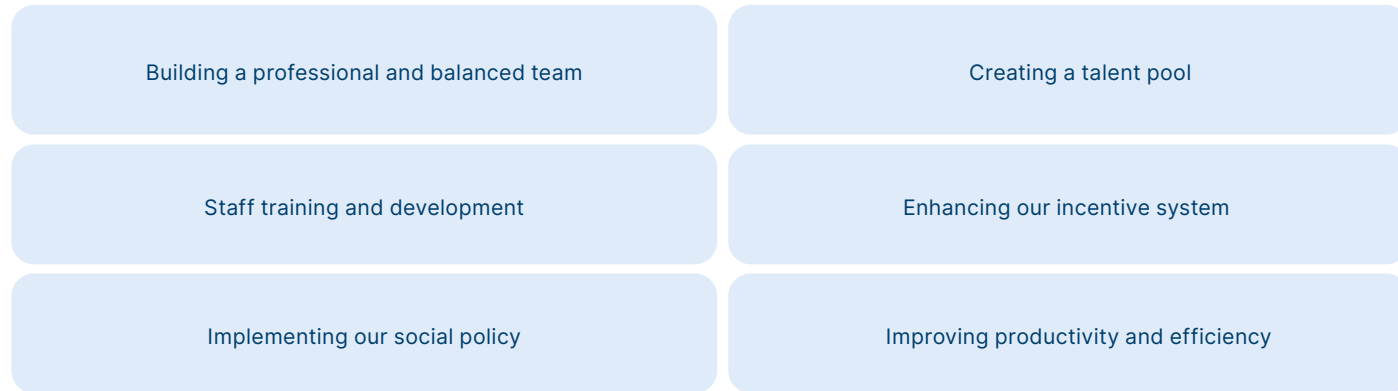 Building a professional and balanced team
Creating a talent pool
Staff training and development
Enhancing our incentive system
Implementing our social policy
Improving productivity and efficiency